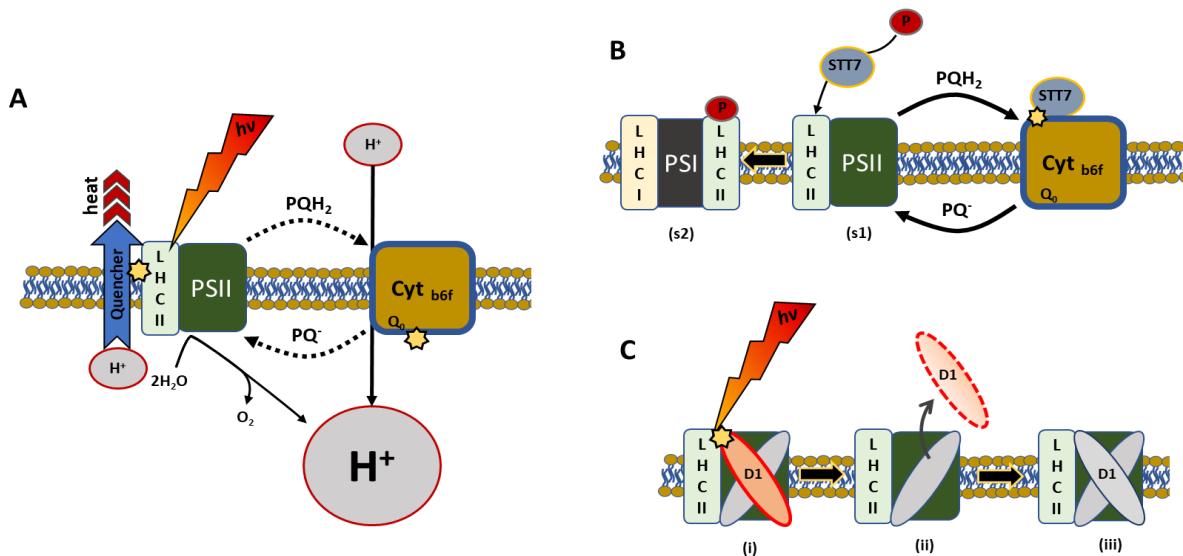 A
hν
H⁺
heat
Quencher
L
H
C
II
PSII
PQH₂
Cyt b6f
Q₀
PQ⁻
H⁺
2H₂O
O₂
H⁺
B
P
STT7
PQH₂
STT7
P
L
H
C
I
PSI
L
H
C
II
L
H
C
II
PSII
Cyt b6f
Q₀
PQ⁻
(s2)
(s1)
C
hν
D1
L
H
C
II
D1
L
H
C
II
L
H
C
II
D1
(i)
(ii)
(iii)